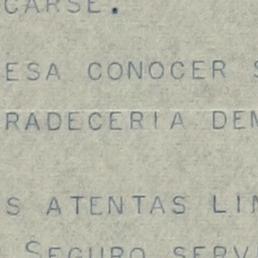 CARSE.
ESA CONOCER S
RADECERIA DEM
S ATENTAS LIN
SEGURO SERV